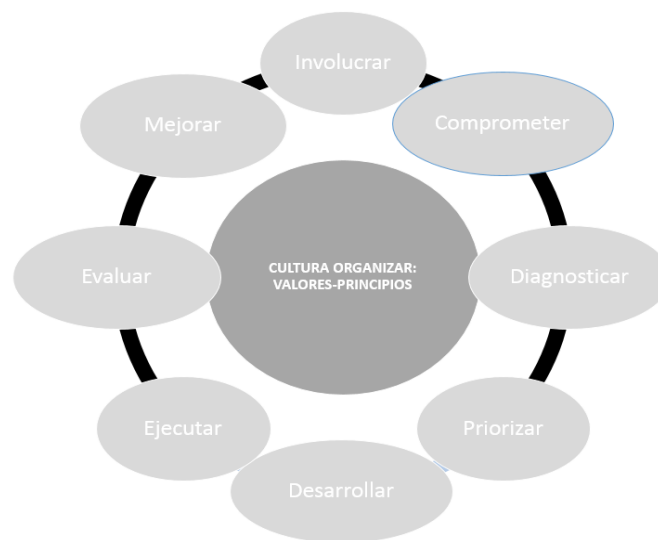 Involucrar
Comprometer
Diagnosticar
Priorizar
Desarrollar
Ejecutar
Evaluar
Mejorar
CULTURA ORGANIZAR:
VALORES-PRINCIPIOS